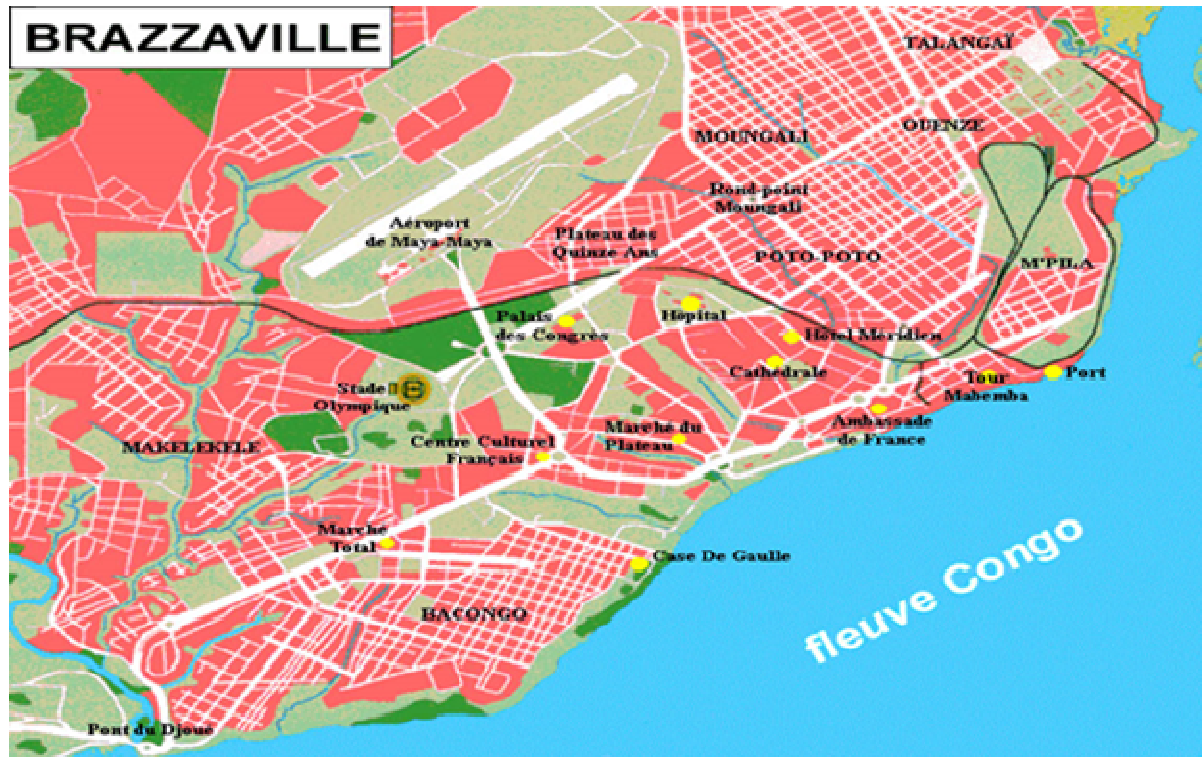 BRAZZAVILLE
TALANGAÏ
OUENZE
MOUNGALI
Rond-point
Moungali
Aéroport
de Maya-Maya
Plateau des
Quinze Ans
POTO-POTO
M'PILA
Palais
des Congrès
Hôpital
Hôtel Méridien
Cathédrale
Tour
Mabemba
Port
Stade
Olympique
Ambassade
de France
MAKELEKELE
Centre Culturel
Français
Marché du
Plateau
Marché
Total
Case De Gaulle
BACONGO
fleuve Congo
Pont du Djoué